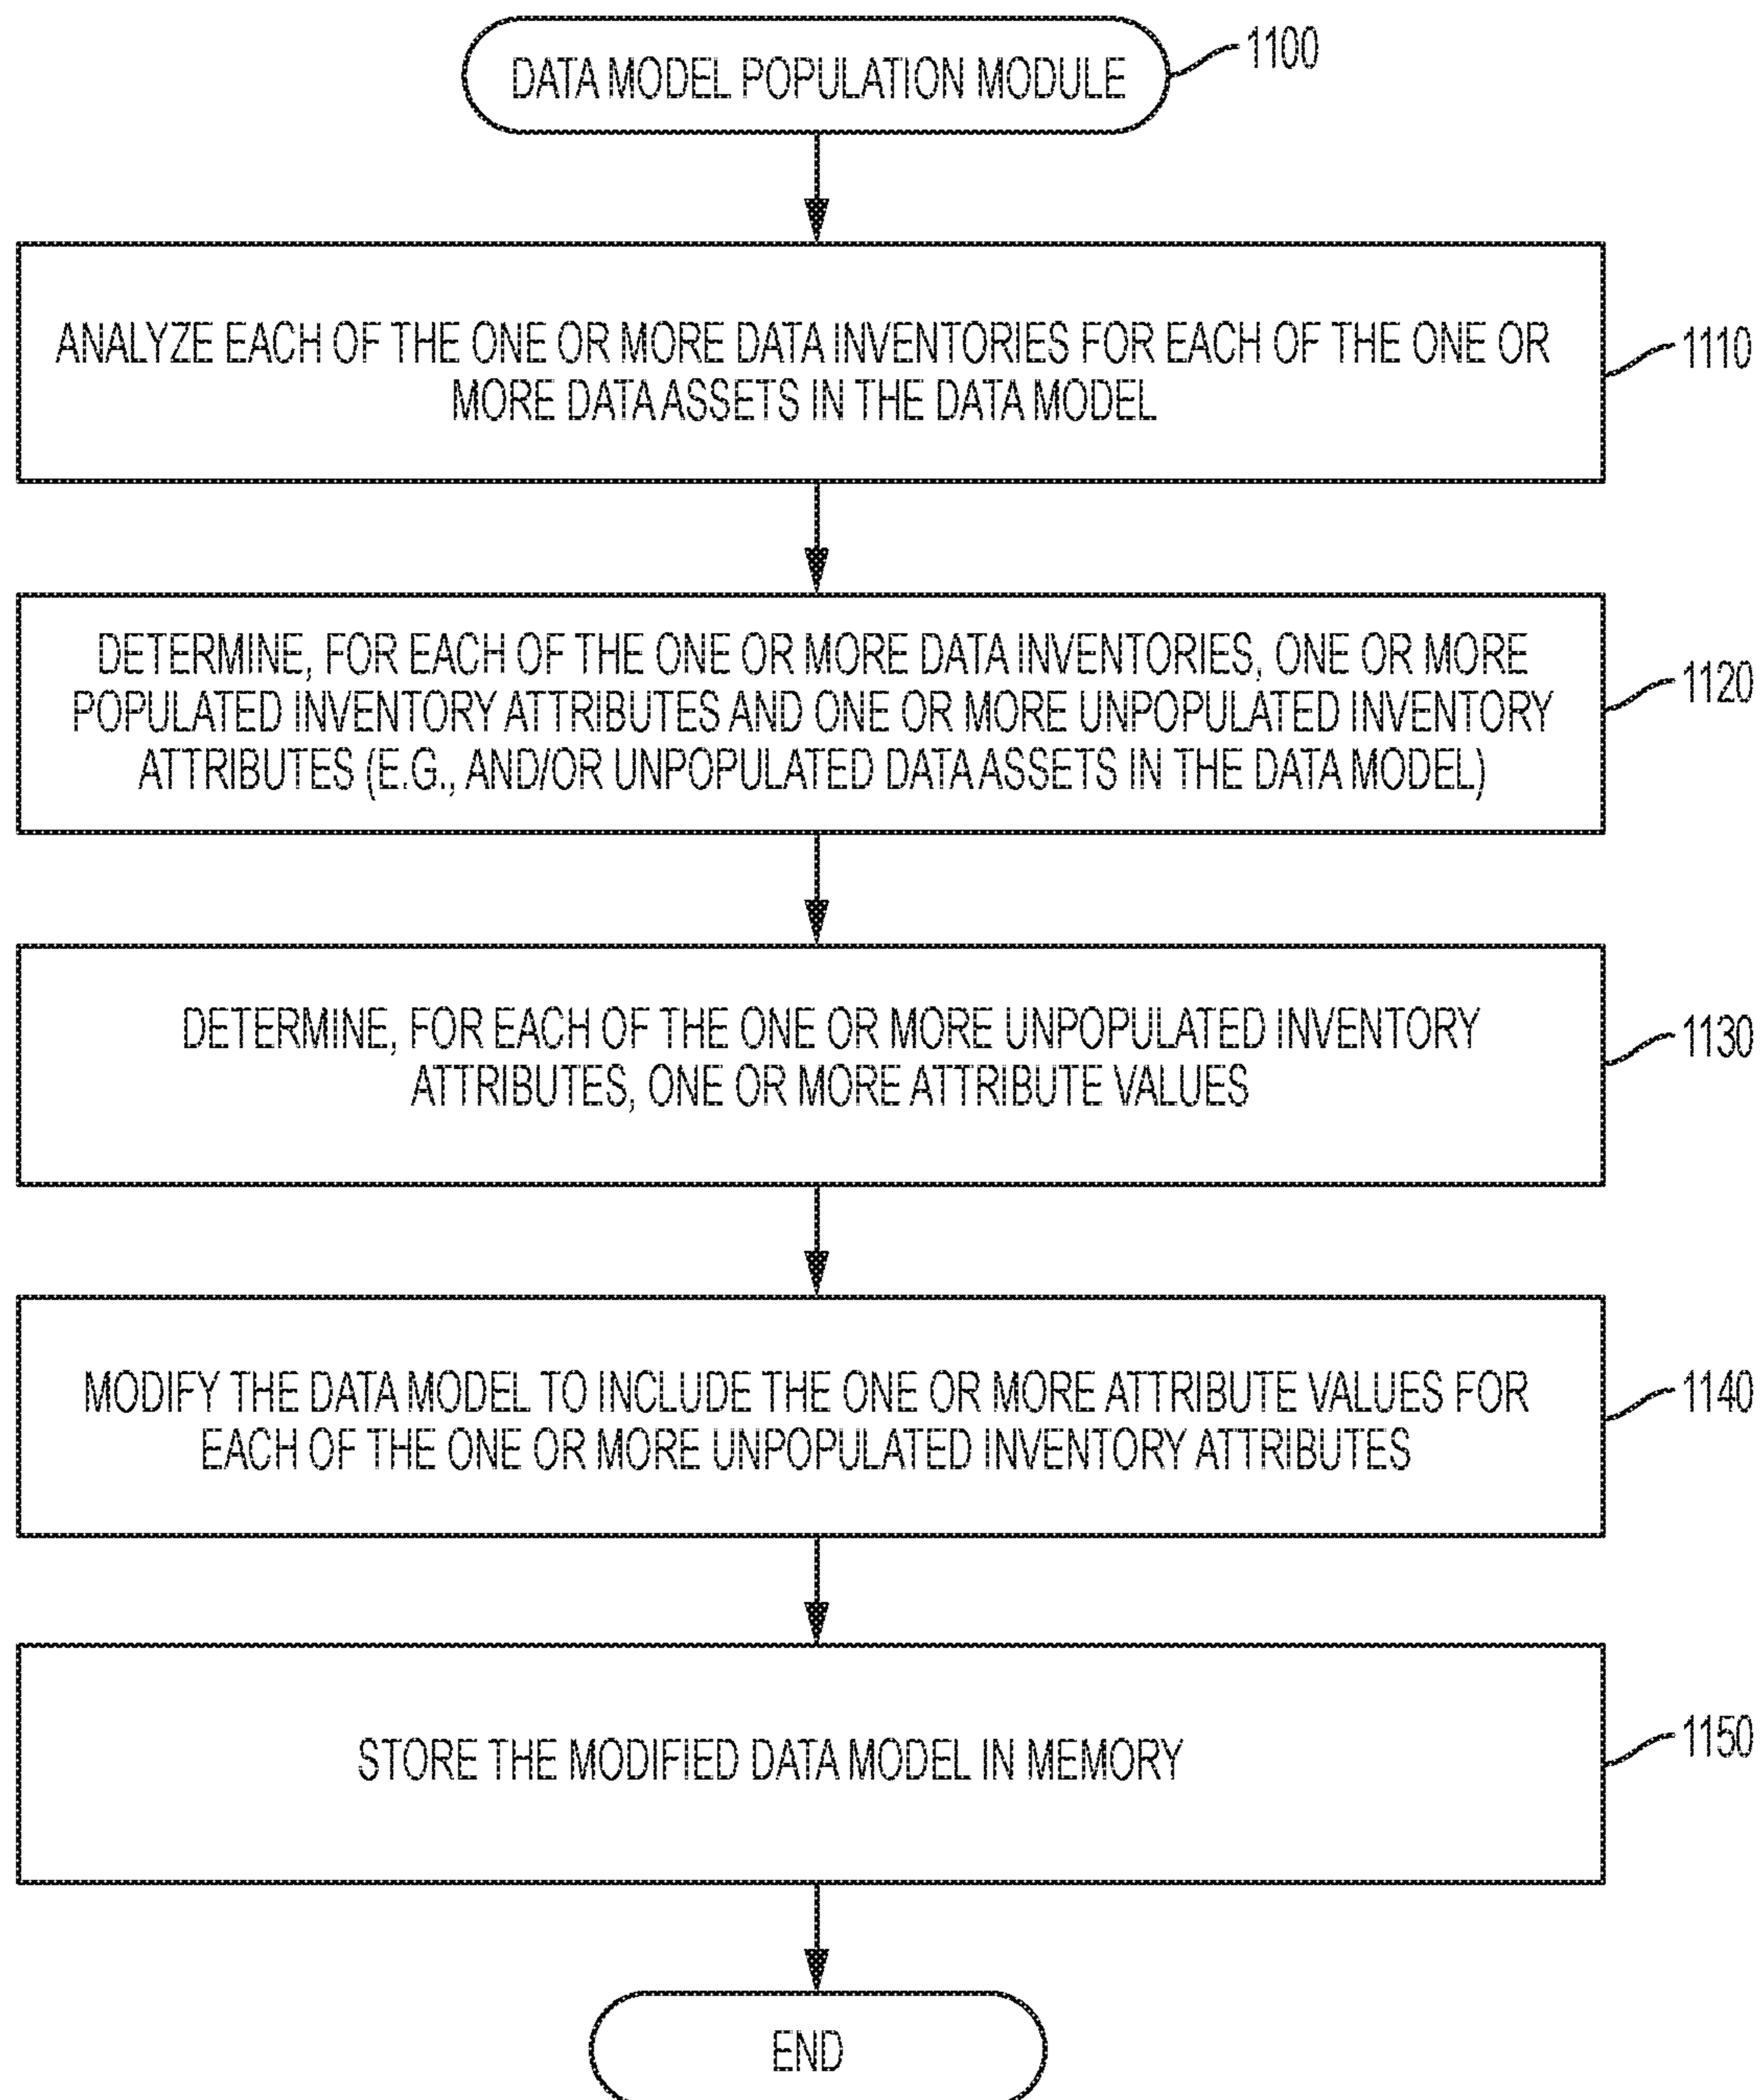 DATA MODEL POPULATION MODULE
1100
ANALYZE EACH OF THE ONE OR MORE DATA INVENTORIES FOR EACH OF THE ONE OR
MORE DATA ASSETS IN THE DATA MODEL
1110
DETERMINE, FOR EACH OF THE ONE OR MORE DATA INVENTORIES, ONE OR MORE
POPULATED INVENTORY ATTRIBUTES AND ONE OR MORE UNPOPULATED INVENTORY
ATTRIBUTES (E.G., AND/OR UNPOPULATED DATA ASSETS IN THE DATA MODEL)
1120
DETERMINE, FOR EACH OF THE ONE OR MORE UNPOPULATED INVENTORY
ATTRIBUTES, ONE OR MORE ATTRIBUTE VALUES
1130
MODIFY THE DATA MODEL TO INCLUDE THE ONE OR MORE ATTRIBUTE VALUES FOR
EACH OF THE ONE OR MORE UNPOPULATED INVENTORY ATTRIBUTES
1140
STORE THE MODIFIED DATA MODEL IN MEMORY
1150
END